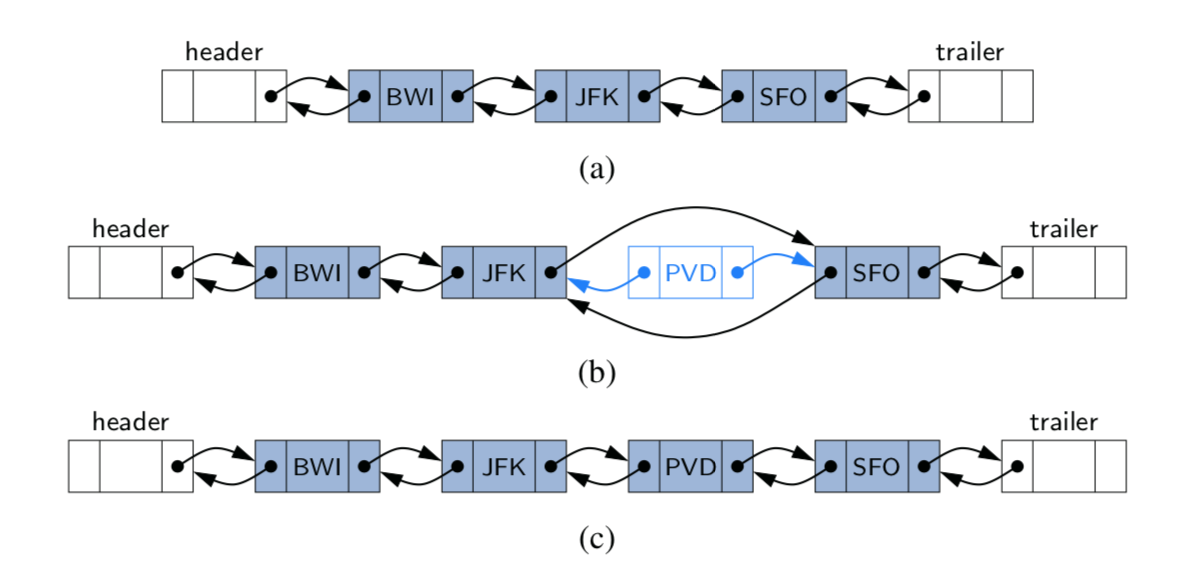 header trailer
BWI JFK SFO
(a)
header trailer
BWI JFK PVD SFO
(b)
header trailer
BWI JFK PVD SFO
(c)